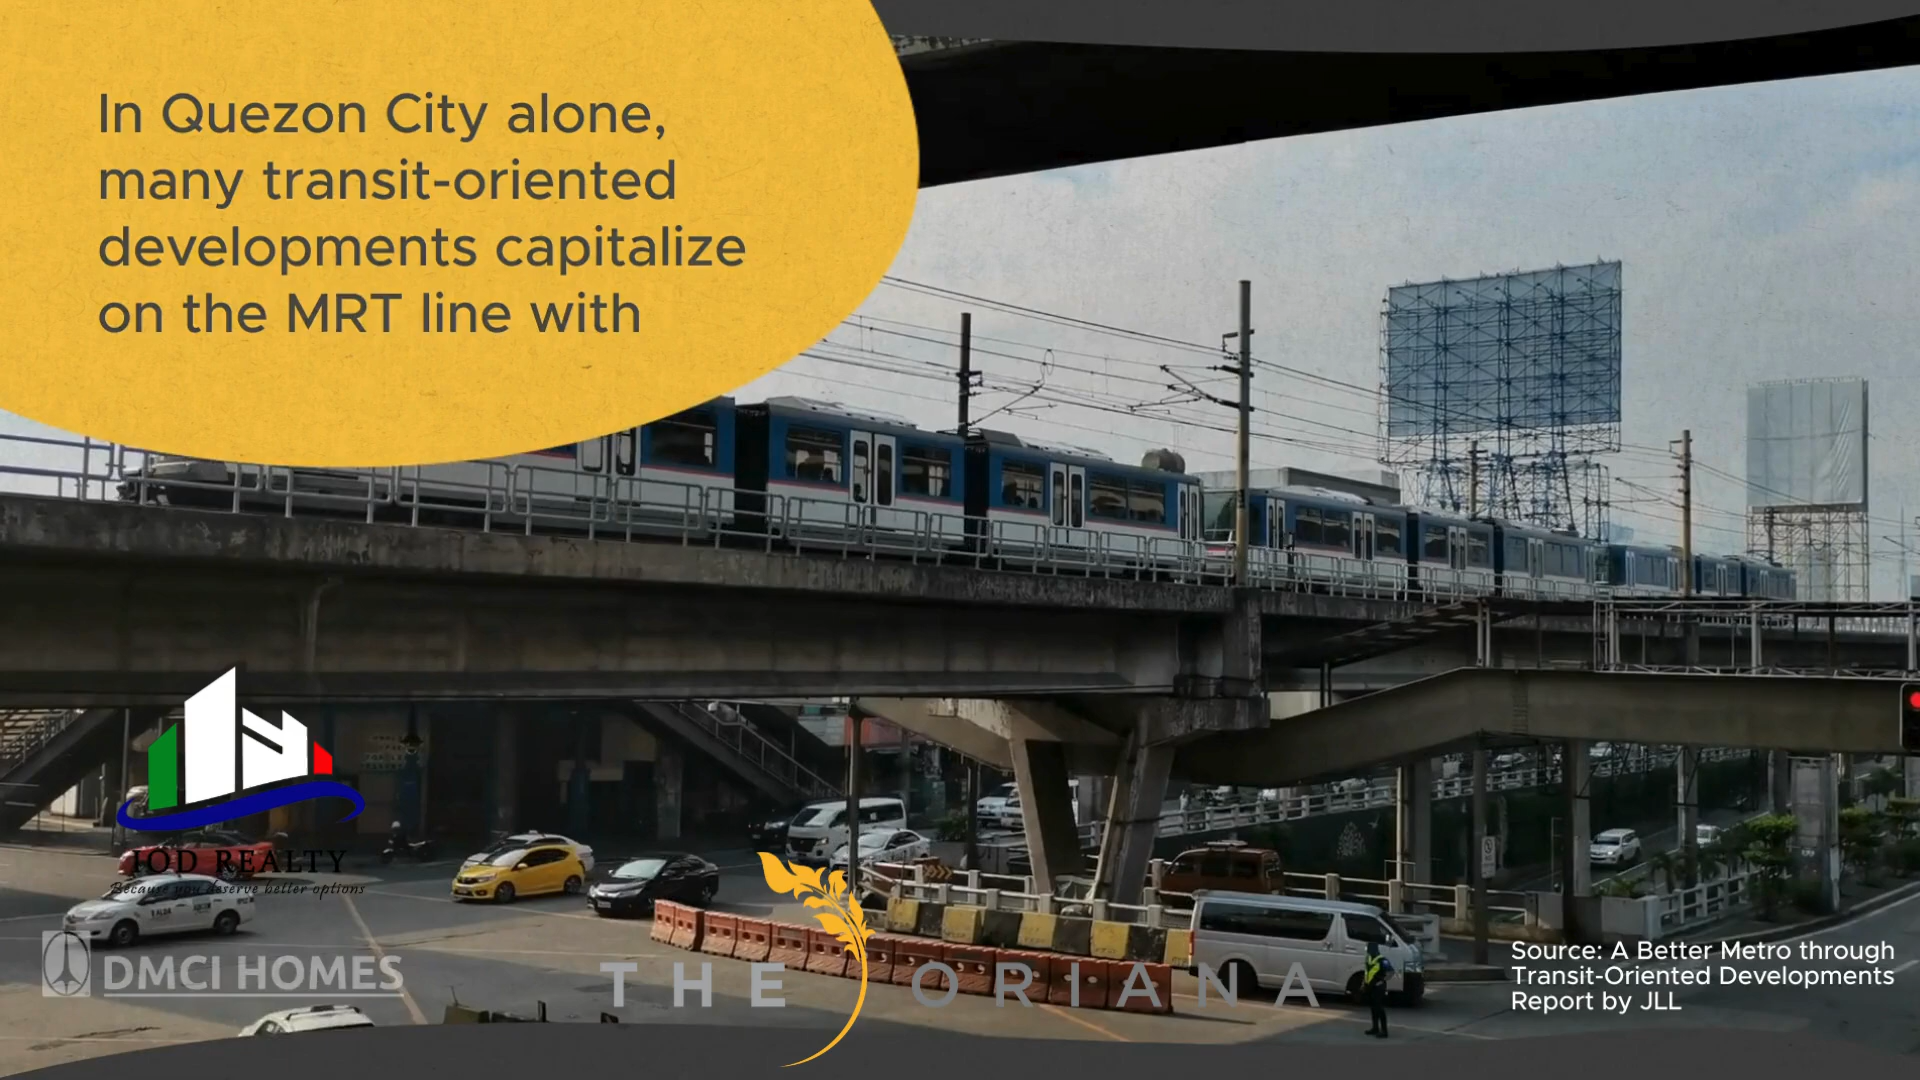 In Quezon City alone,
many transit-oriented
developments capitalize
on the MRT line with
JOD REALTY
Because you deserve better options
DMCI HOMES
THE ORIANA
Source: A Better Metro through
Transit-Oriented Developments
Report by JLL